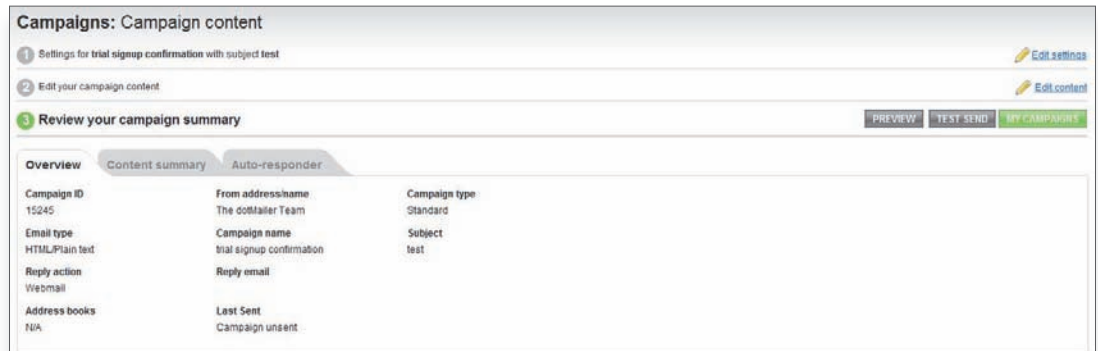 Campaigns: Campaign content
1 Settings for trial signup confirmation with subject test Edit settings
2 Edit your campaign content Edit content
3 Review your campaign summary PREVIEW TEST SEND MY CAMPAIGNS
Overview Content summary Auto-responder
Campaign ID From address/name Campaign type
15245 The dotMailer Team Standard
Email type Campaign name Subject
HTML/Plain text trial signup confirmation test
Reply action Reply email
Webmail
Address books Last Sent
N/A Campaign unsent